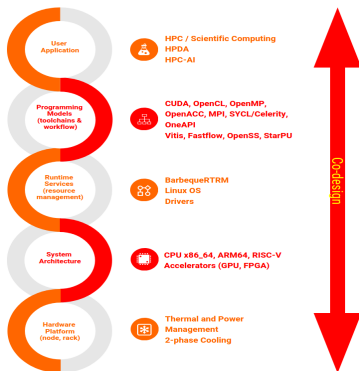 User
Application
HPC / Scientific Computing
HPDA
HPC-AI
Programming
Models
(toolchains &
workflow)
CUDA, OpenCL, OpenMP,
OpenACC, MPI, SYCL/Celerity,
OneAPI
Vitis, Fastflow, OpenSS, StarPU
Runtime
Services
(resource
management)
BarbequeRTRM
Linux OS
Drivers
System
Architecture
CPU x86_64, ARM64, RISC-V
Accelerators (GPU, FPGA)
Hardware
Platform
(node, rack)
Thermal and Power
Management
2-phase Cooling
Co-design